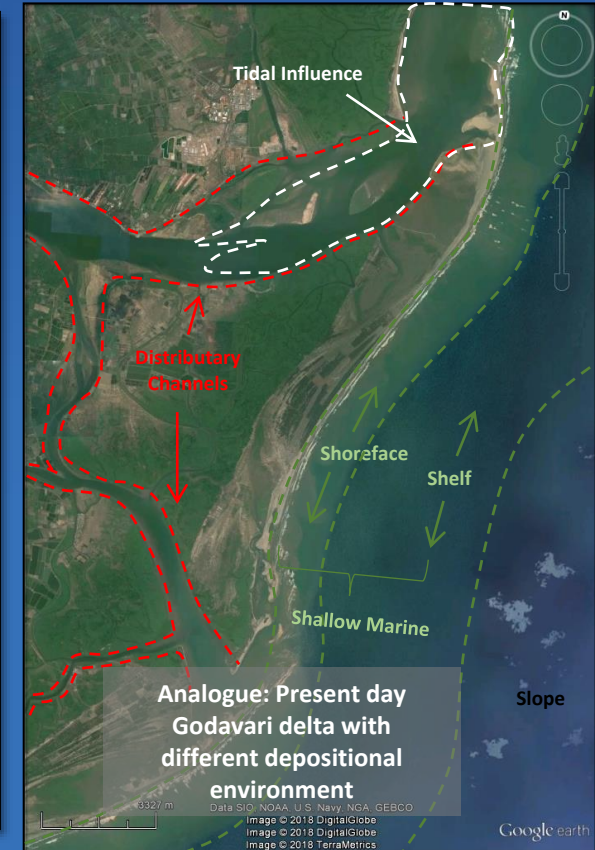 N
Tidal Influence
Distributary
Channels
Shoreface
Shelf
Shallow Marine
Slope
Analogue: Present day
Godavari delta with
different depositional
environment
3327 m
Data SIO, NOAA, U.S. Navy, NGA, GEBCO
Image © 2018 DigitalGlobe
Image © 2018 DigitalGlobe
Image © 2018 TerraMetrics
Google earth